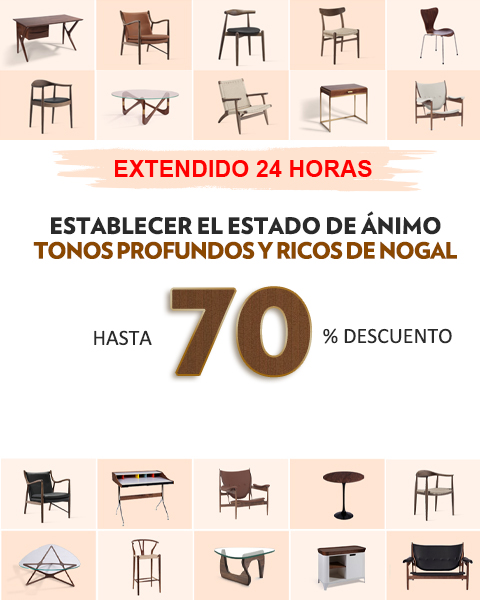 EXTENDIDO 24 HORAS
ESTABLECER EL ESTADO DE ÁNIMO
TONOS PROFUNDOS Y RICOS DE NOGAL
HASTA 70 % DESCUENTO